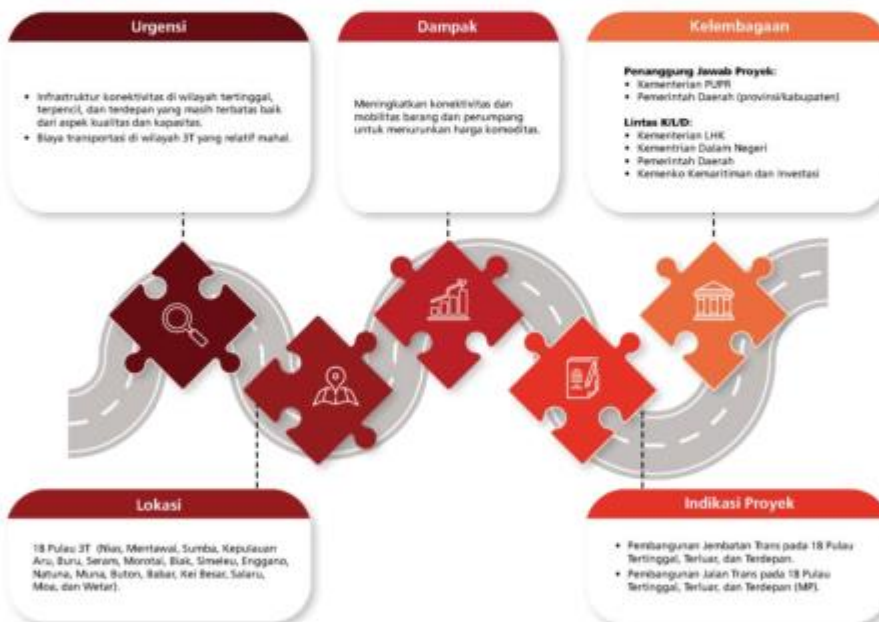 Urgensi
• Infrastruktur konektivitas di wilayah tertinggal,
terpencil, dan terdepan yang masih terbatas baik
dari aspek kualitas dan kapasitas.
• Biaya transportasi di wilayah 3T yang relatif mahal.
Dampak
Meningkatkan konektivitas dan
mobilitas barang dan penumpang
untuk menurunkan harga komoditas.
Kelembagaan
Penanggung Jawab Proyek:
• Kementerian PUPR
• Pemerintah Daerah (provinsi/kabupaten)
Lintas K/L/D:
• Kementerian LHK
• Kementrian Dalam Negeri
• Pemerintah Daerah
• Kemenko Kemaritiman dan Investasi
Lokasi
18 Pulau 3T (Nias, Mentawai, Sumba, Kepulauan
Aru, Buru, Seram, Morotai, Biak, Simeleu, Enggano,
Natuna, Muna, Buton, Babar, Kei Besar, Salaru,
Moa, dan Wetar).
Indikasi Proyek
• Pembangunan Jembatan Trans pada 18 Pulau
Tertinggal, Terluar, dan Terdepan.
• Pembangunan Jalan Trans pada 18 Pulau
Tertinggal, Terluar, dan Terdepan (MP).